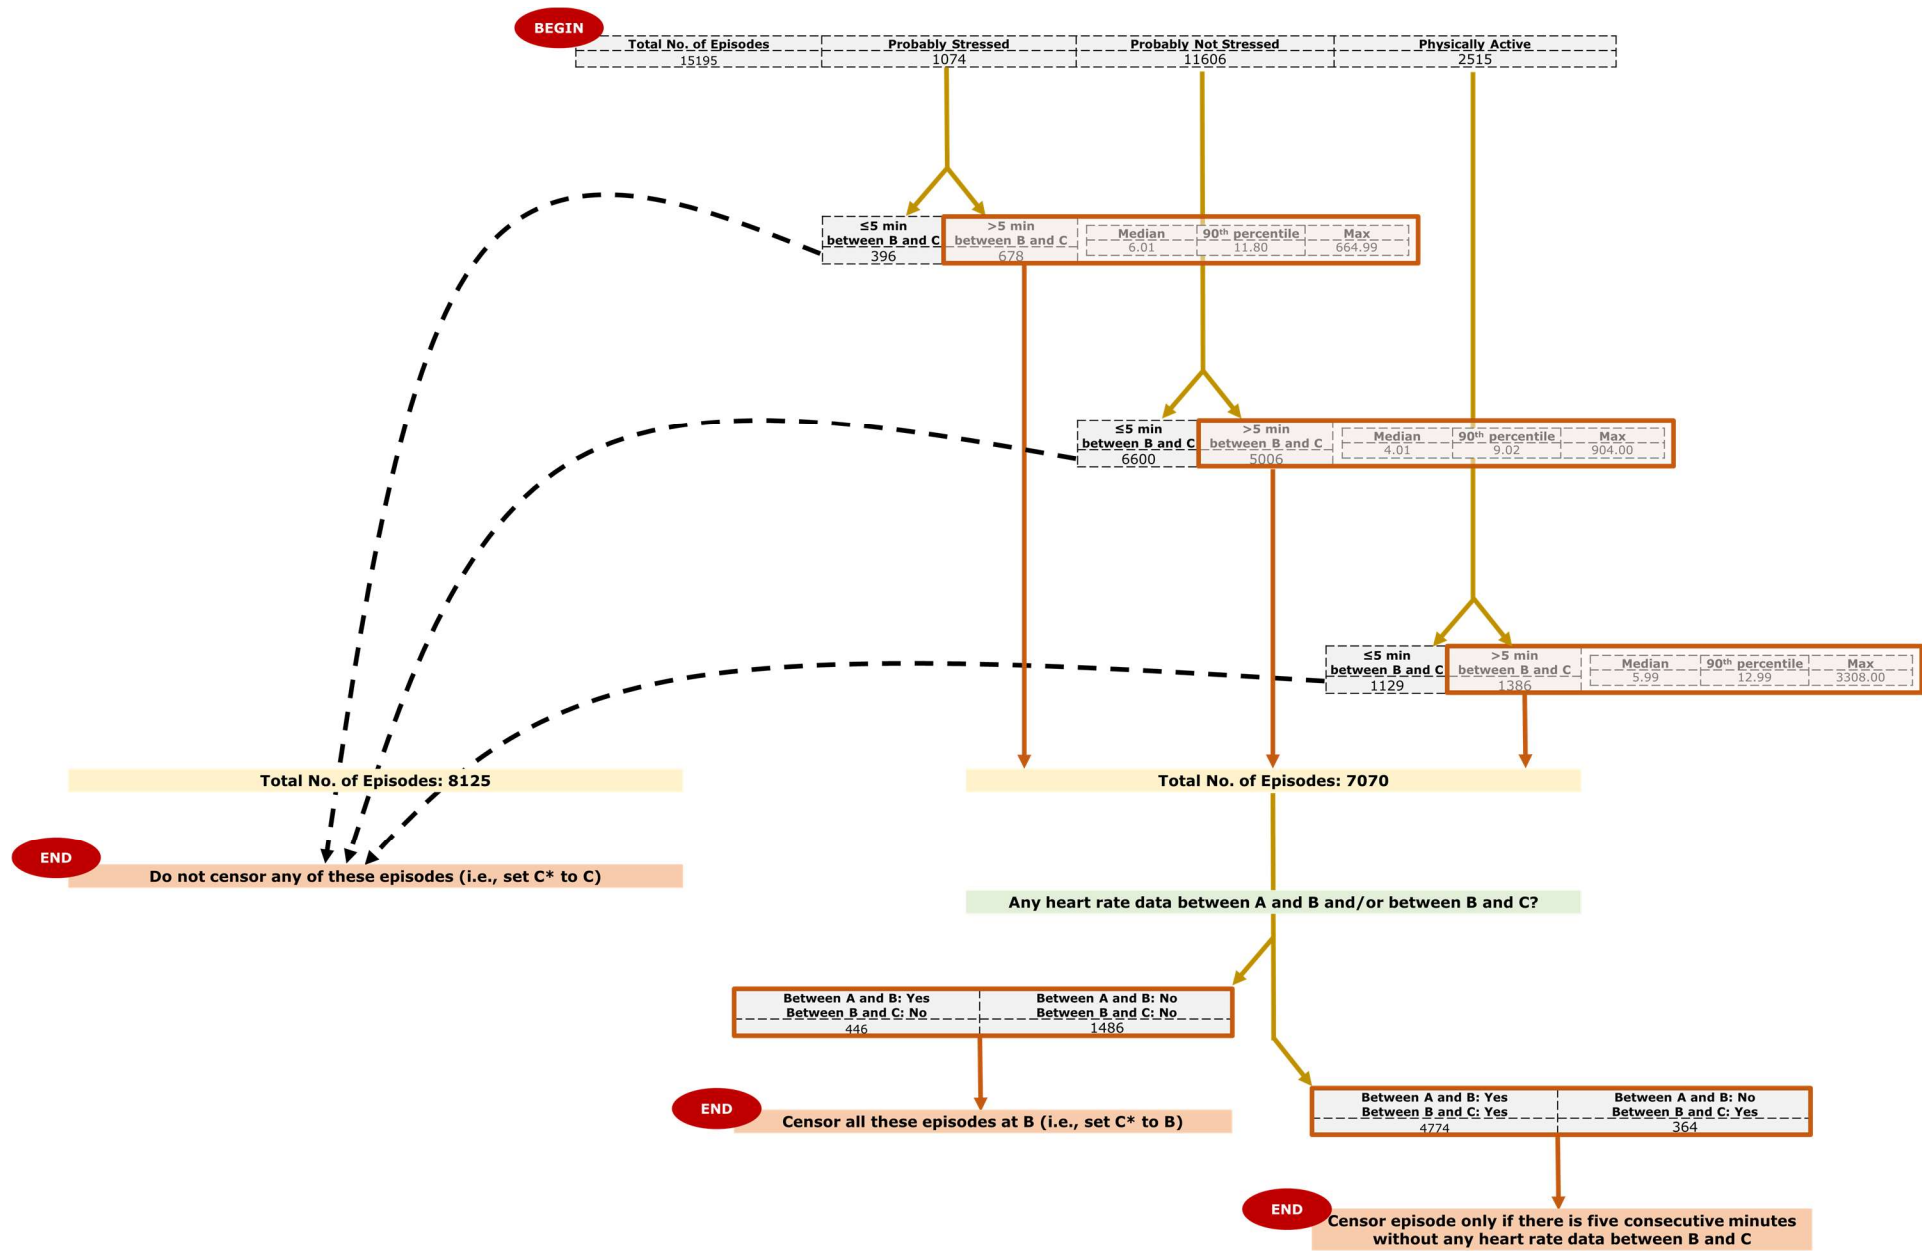 BEGIN
Total No. of Episodes Probably Stressed Probably Not Stressed Physically Active
15195 1074 11606 2515
≤5 min >5 min
between B and C between B and C Median 90th percentile Max
396 678 6.01 11.80 664.99
≤5 min >5 min
between B and C between B and C Median 90th percentile Max
6600 5006 4.01 9.02 904.00
≤5 min >5 min
between B and C between B and C Median 90th percentile Max
1129 1386 5.99 12.99 3308.00
Total No. of Episodes: 8125
Total No. of Episodes: 7070
END
Do not censor any of these episodes (i.e., set C* to C)
Any heart rate data between A and B and/or between B and C?
Between A and B: Yes Between A and B: No
Between B and C: No Between B and C: No
446 1486
END
Censor all these episodes at B (i.e., set C* to B)
Between A and B: Yes Between A and B: No
Between B and C: Yes Between B and C: Yes
4774 364
END
Censor episode only if there is five consecutive minutes
without any heart rate data between B and C